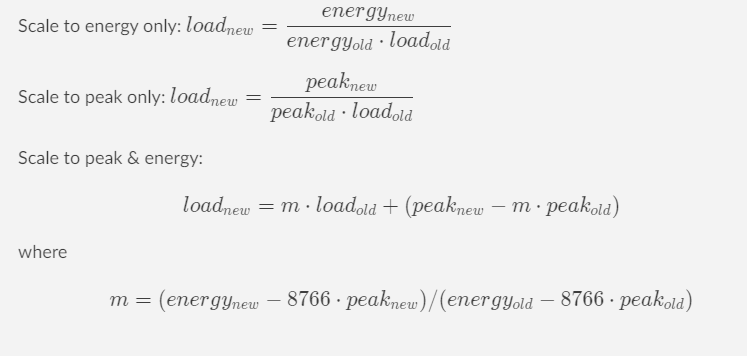 Scale to energy only: load_new = energy_new / energy_old · load_old
Scale to peak only: load_new = peak_new / peak_old · load_old
Scale to peak & energy:
load_new = m · load_old + (peak_new − m · peak_old)
where
m = (energy_new − 8766 · peak_new)/(energy_old − 8766 · peak_old)